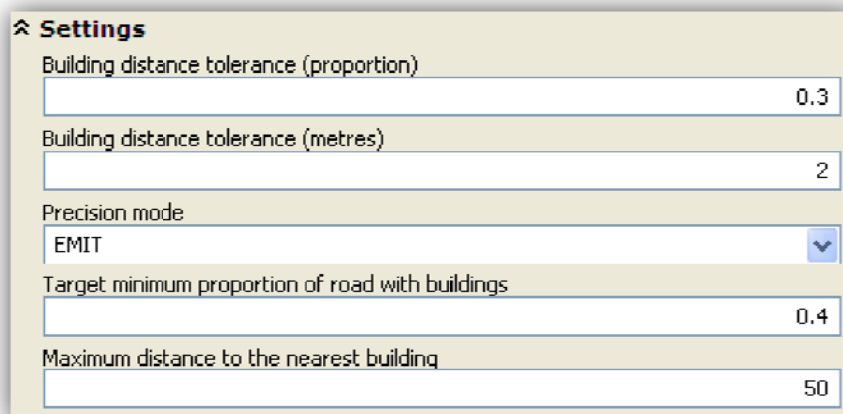 Settings
Building distance tolerance (proportion)
0.3
Building distance tolerance (metres)
2
Precision mode
EMIT
Target minimum proportion of road with buildings
0.4
Maximum distance to the nearest building
50